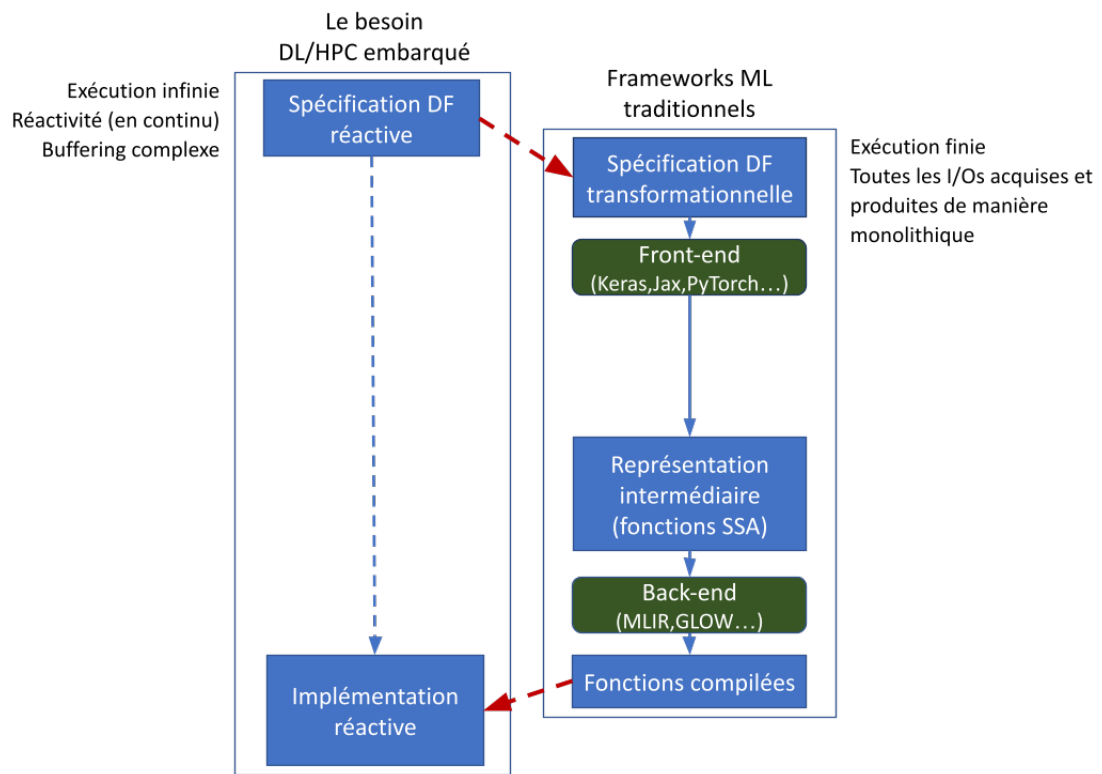 Le besoin
DL/HPC embarqué
Exécution infinie
Réactivité (en continu)
Buffering complexe
Spécification DF
réactive
Implémentation
réactive
Frameworks ML
traditionnels
Spécification DF
transformationnelle
Front-end
(Keras,Jax,PyTorch…)
Représentation
intermédiaire
(fonctions SSA)
Back-end
(MLIR,GLOW…)
Fonctions compilées
Exécution finie
Toutes les I/Os acquises et
produites de manière
monolithique